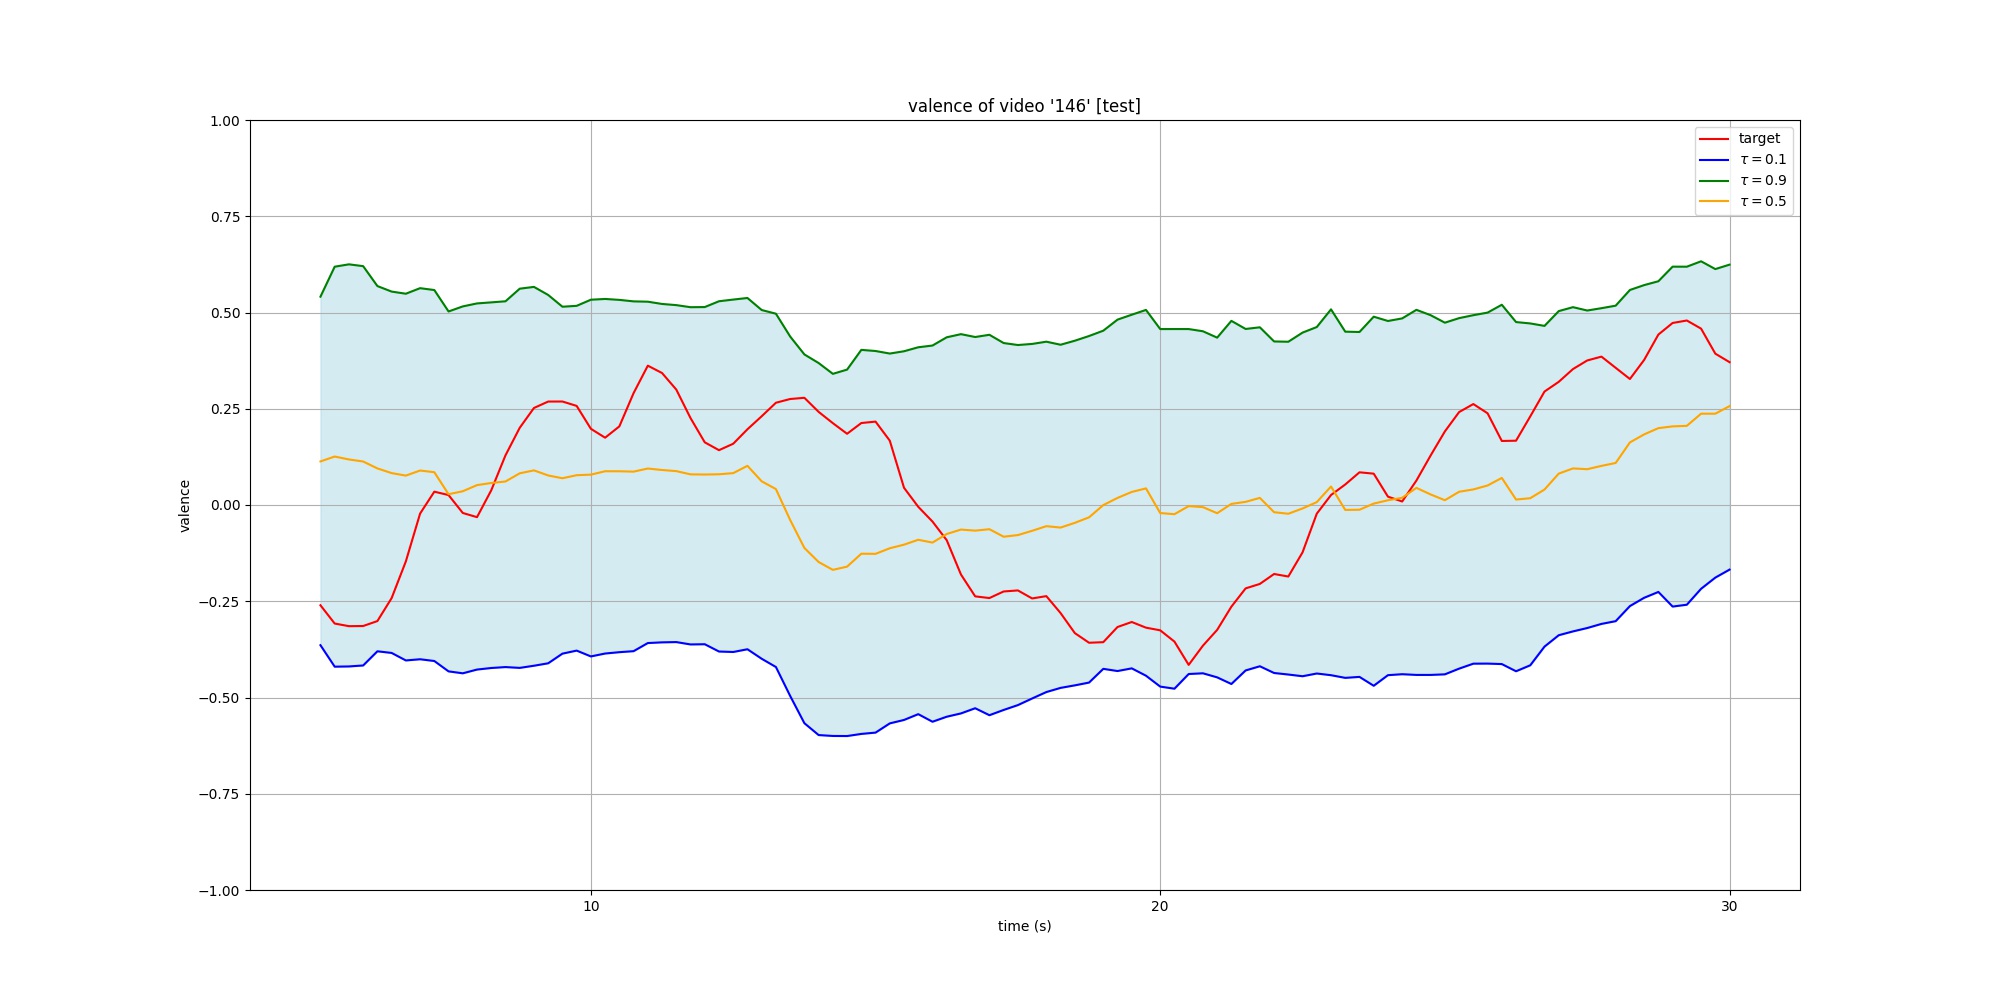 valence of video '146' [test]
target
τ = 0.1
τ = 0.9
τ = 0.5
1.00
0.75
0.50
0.25
0.00
−0.25
−0.50
−0.75
−1.00
valence
10 20 30
time (s)